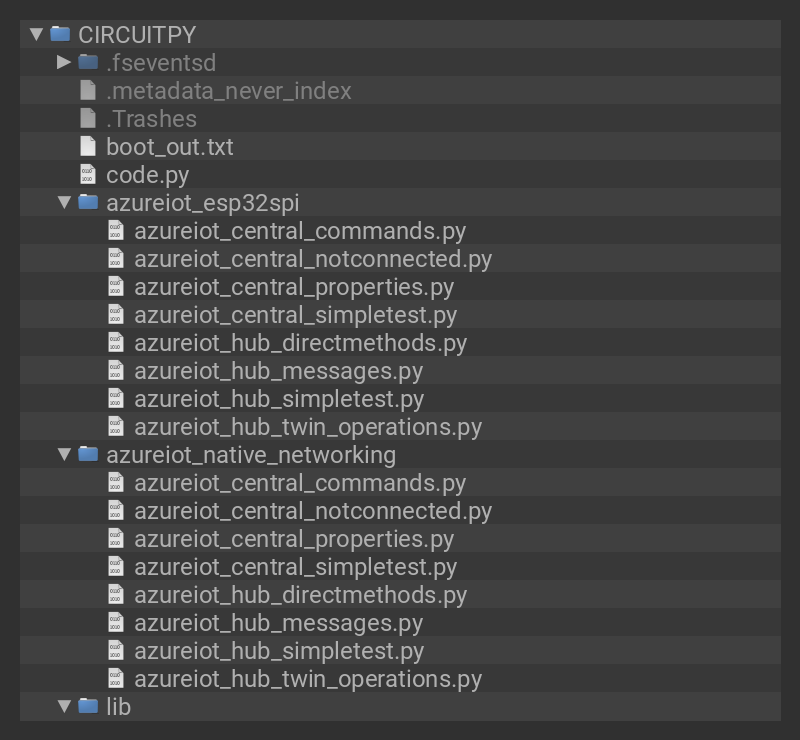 CIRCUITPY
.fseventsd
.metadata_never_index
.Trashes
boot_out.txt
code.py
azureiot_esp32spi
azureiot_central_commands.py
azureiot_central_notconnected.py
azureiot_central_properties.py
azureiot_central_simpletest.py
azureiot_hub_directmethods.py
azureiot_hub_messages.py
azureiot_hub_simpletest.py
azureiot_hub_twin_operations.py
azureiot_native_networking
azureiot_central_commands.py
azureiot_central_notconnected.py
azureiot_central_properties.py
azureiot_central_simpletest.py
azureiot_hub_directmethods.py
azureiot_hub_messages.py
azureiot_hub_simpletest.py
azureiot_hub_twin_operations.py
lib